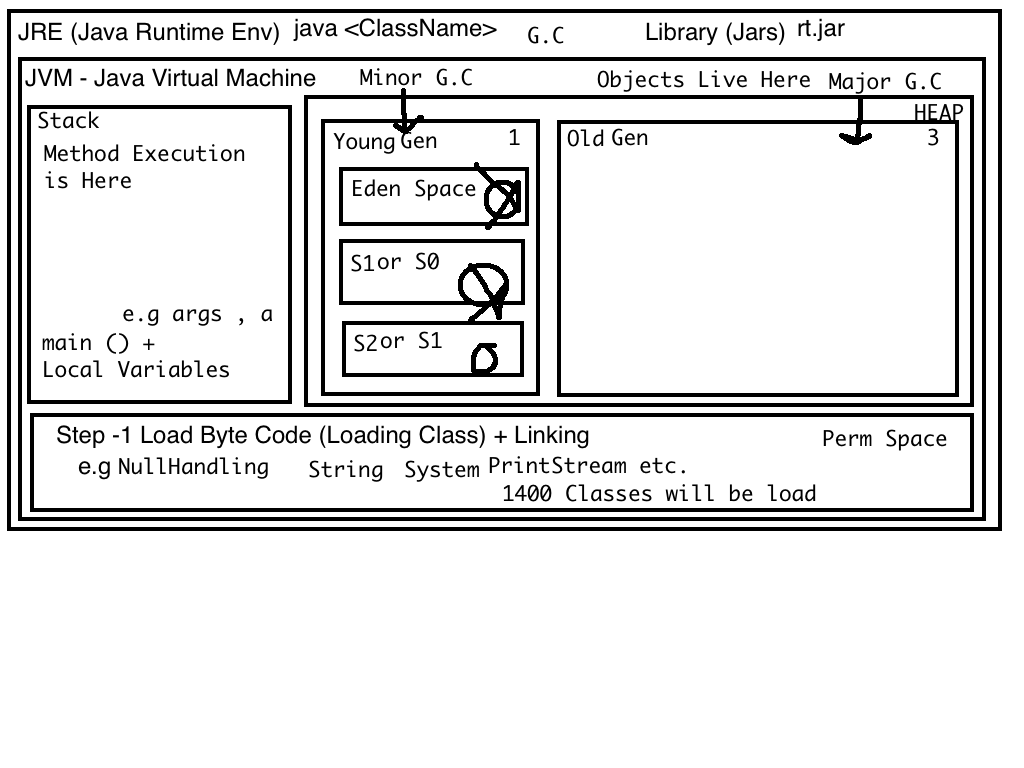 JRE (Java Runtime Env) java <ClassName> G.C Library (Jars) rt.jar
JVM - Java Virtual Machine Minor G.C Objects Live Here Major G.C
HEAP
Stack
Method Execution
is Here
e.g args , a
main () +
Local Variables
Young Gen 1
Eden Space
S1or S0
S2or S1
Old Gen 3
Step -1 Load Byte Code (Loading Class) + Linking Perm Space
e.g NullHandling String System PrintStream etc.
1400 Classes will be load